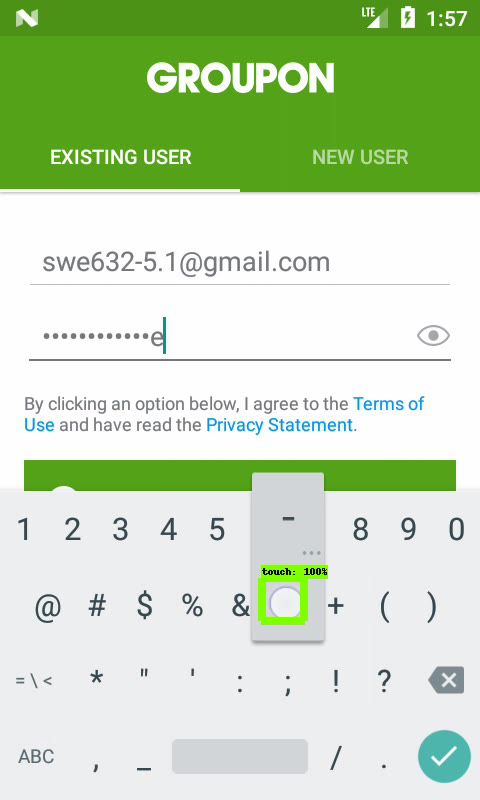 LTE 1:57
GROUPON
EXISTING USER NEW USER
swe632-5.1@gmail.com
••••••••••••e
By clicking an option below, I agree to the Terms of
Use and have read the Privacy Statement.
1 2 3 4 5 - 8 9 0
...
touch: 100%
@ # $ % & + ( )
= \ < * " ' : ; ! ?
ABC , _ / .